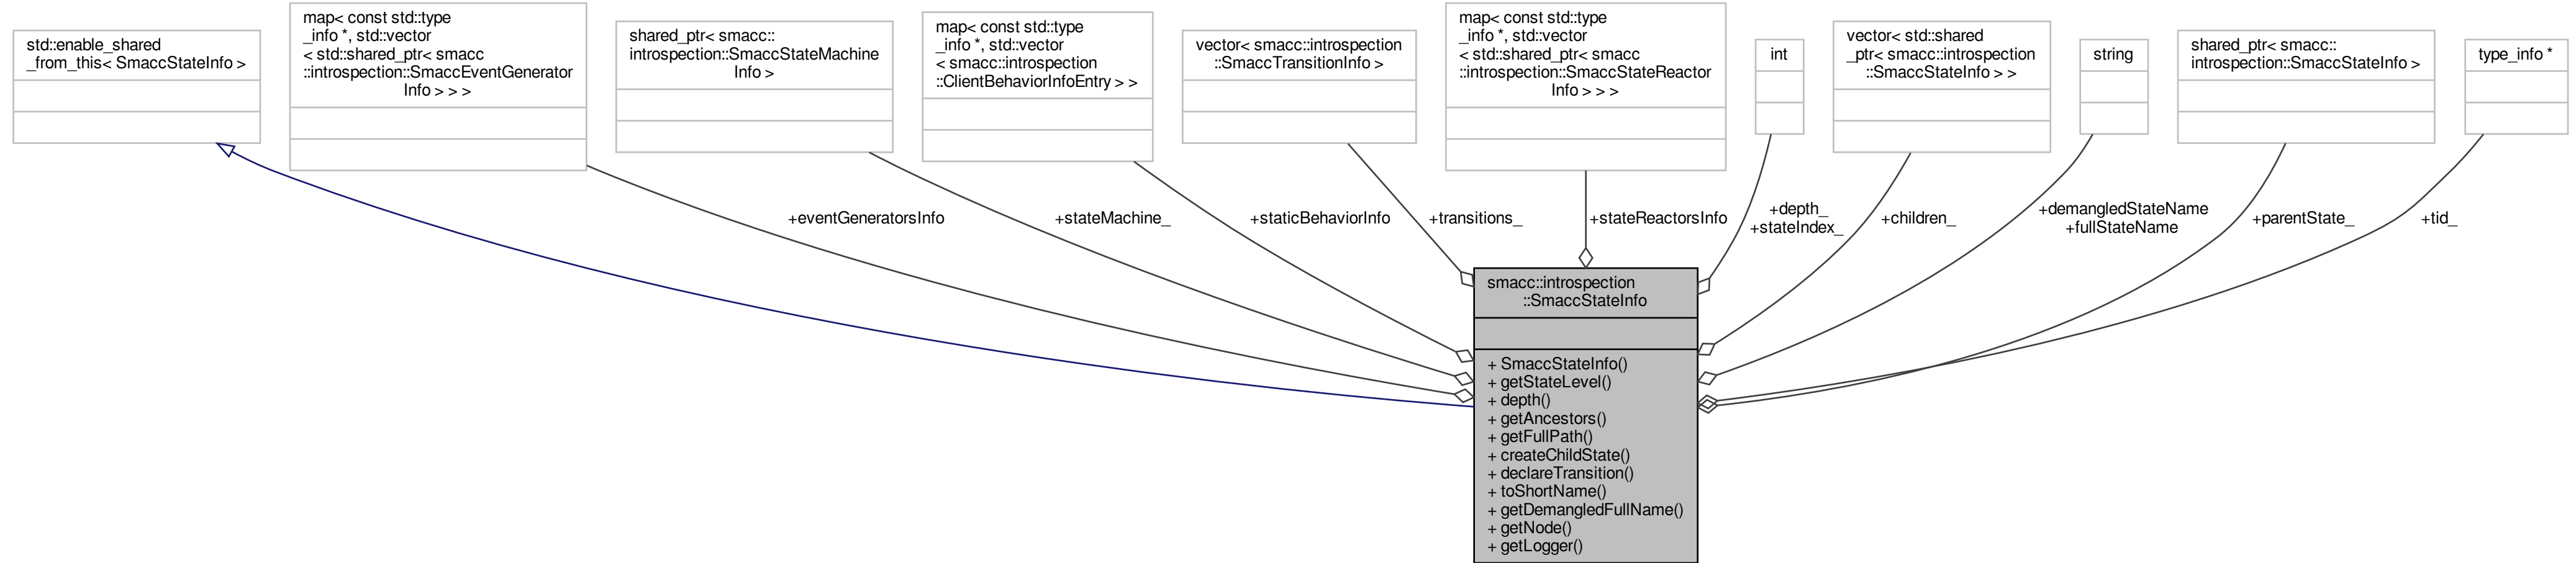 std::enable_shared
_from_this< SmaccStateInfo >
map< const std::type
_info *, std::vector
< std::shared_ptr< smacc
::introspection::SmaccEventGenerator
Info > > >
shared_ptr< smacc::
introspection::SmaccStateMachine
Info >
map< const std::type
_info *, std::vector
< smacc::introspection
::ClientBehaviorInfoEntry > >
vector< smacc::introspection
::SmaccTransitionInfo >
map< const std::type
_info *, std::vector
< std::shared_ptr< smacc
::introspection::SmaccStateReactor
Info > > >
int
vector< std::shared
_ptr< smacc::introspection
::SmaccStateInfo > >
string
shared_ptr< smacc::
introspection::SmaccStateInfo >
type_info *
+eventGeneratorsInfo
+stateMachine_
+staticBehaviorInfo
+transitions_
+stateReactorsInfo
+depth_
+stateIndex_
+children_
+demangledStateName
+fullStateName
+parentState_
+tid_
smacc::introspection
::SmaccStateInfo
+ SmaccStateInfo()
+ getStateLevel()
+ depth()
+ getAncestors()
+ getFullPath()
+ createChildState()
+ declareTransition()
+ toShortName()
+ getDemangledFullName()
+ getNode()
+ getLogger()